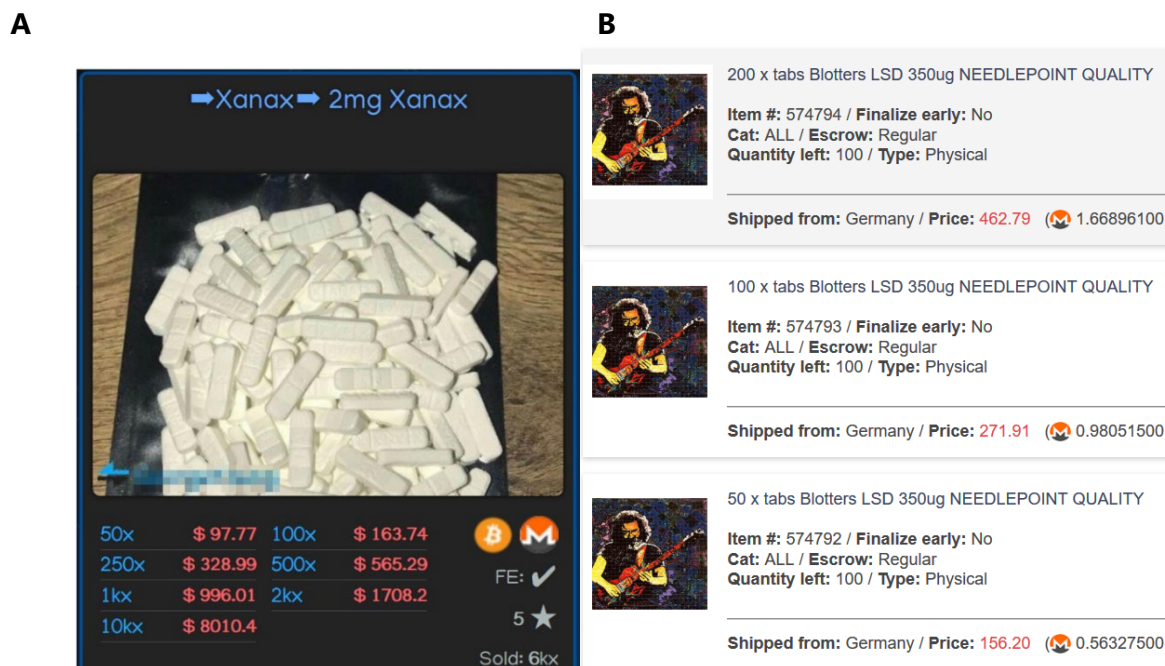 A
➡Xanax➡ 2mg Xanax
50x $ 97.77 100x $ 163.74
250x $ 328.99 500x $ 565.29
1kx $ 996.01 2kx $ 1708.2
10kx $ 8010.4
FE: ✔
5 ★
Sold: 6kx
B
200 x tabs Blotters LSD 350ug NEEDLEPOINT QUALITY
Item #: 574794 / Finalize early: No
Cat: ALL / Escrow: Regular
Quantity left: 100 / Type: Physical
Shipped from: Germany / Price: 462.79 ( 1.66896100
100 x tabs Blotters LSD 350ug NEEDLEPOINT QUALITY
Item #: 574793 / Finalize early: No
Cat: ALL / Escrow: Regular
Quantity left: 100 / Type: Physical
Shipped from: Germany / Price: 271.91 ( 0.98051500
50 x tabs Blotters LSD 350ug NEEDLEPOINT QUALITY
Item #: 574792 / Finalize early: No
Cat: ALL / Escrow: Regular
Quantity left: 100 / Type: Physical
Shipped from: Germany / Price: 156.20 ( 0.56327500